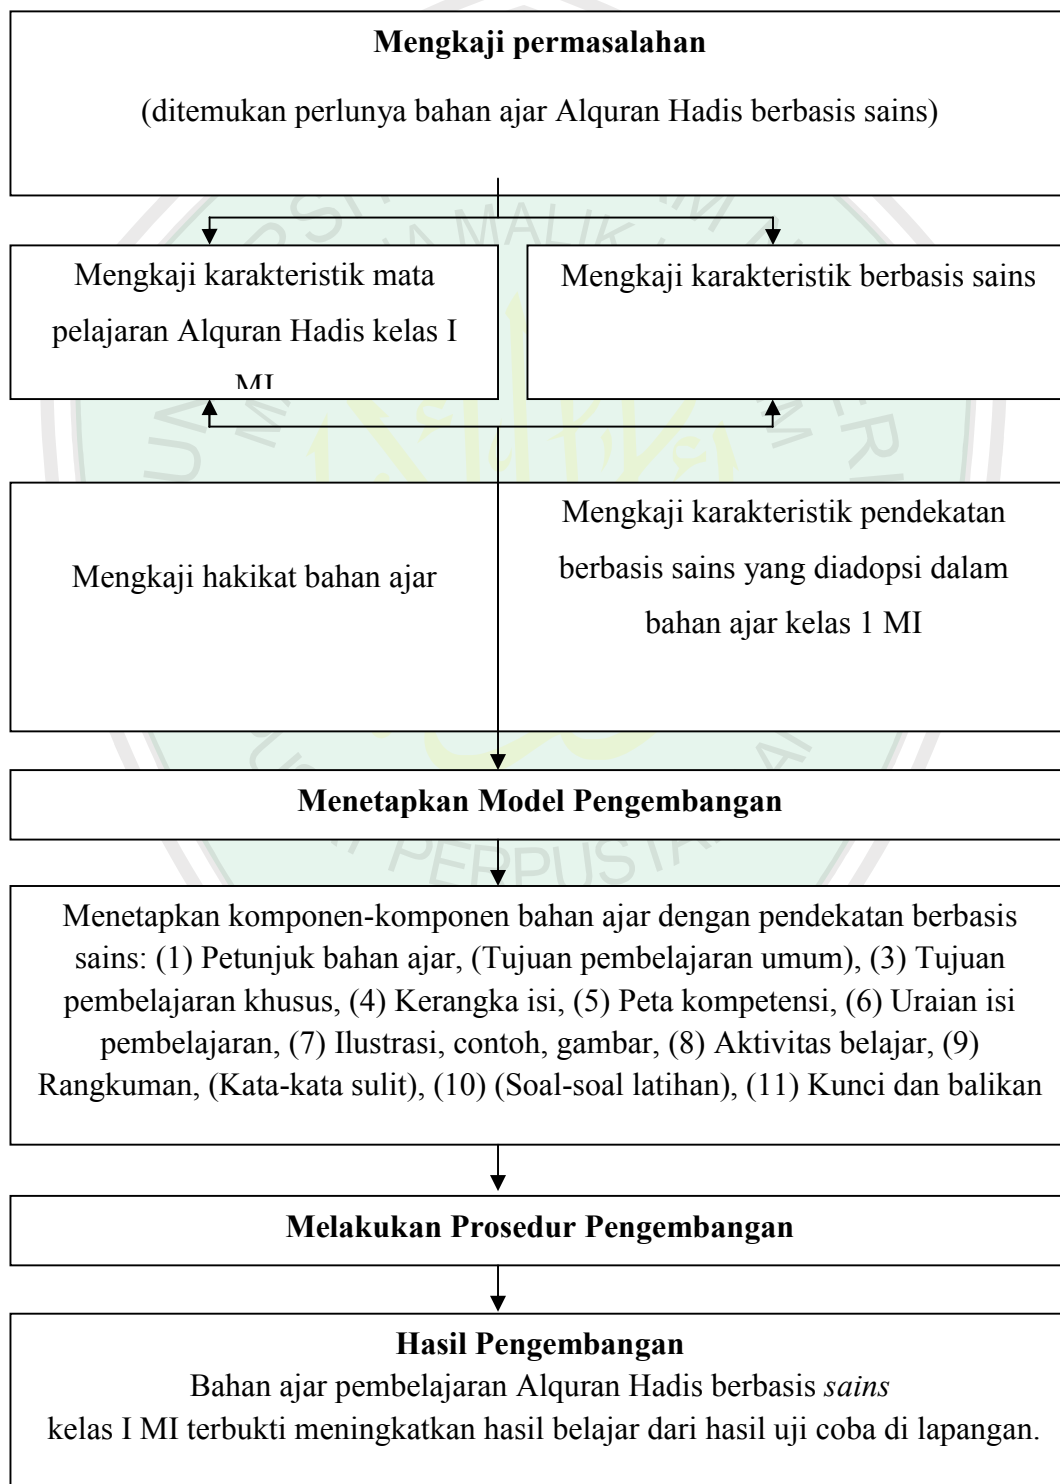 Mengkaji permasalahan
(ditemukan perlunya bahan ajar Alquran Hadis berbasis sains)
Mengkaji karakteristik mata
pelajaran Alquran Hadis kelas I
MI
Mengkaji karakteristik berbasis sains
Mengkaji hakikat bahan ajar
Mengkaji karakteristik pendekatan
berbasis sains yang diadopsi dalam
bahan ajar kelas 1 MI
Menetapkan Model Pengembangan
Menetapkan komponen-komponen bahan ajar dengan pendekatan berbasis
sains: (1) Petunjuk bahan ajar, (Tujuan pembelajaran umum), (3) Tujuan
pembelajaran khusus, (4) Kerangka isi, (5) Peta kompetensi, (6) Uraian isi
pembelajaran, (7) Ilustrasi, contoh, gambar, (8) Aktivitas belajar, (9)
Rangkuman, (Kata-kata sulit), (10) (Soal-soal latihan), (11) Kunci dan balikan
Melakukan Prosedur Pengembangan
Hasil Pengembangan
Bahan ajar pembelajaran Alquran Hadis berbasis sains
kelas I MI terbukti meningkatkan hasil belajar dari hasil uji coba di lapangan.